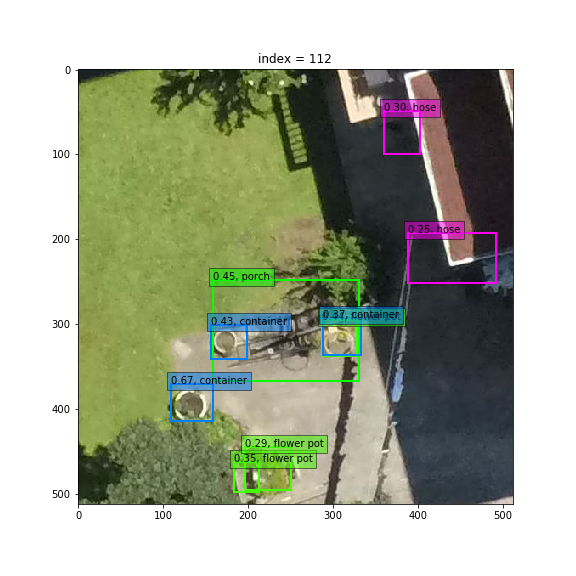 index = 112
0
100
200
300
400
500
0.30, hose
0.25, hose
0.45, porch
0.43, container
0.37, container
0.67, container
0.29, flower pot
0.35, flower pot
0
100
200
300
400
500